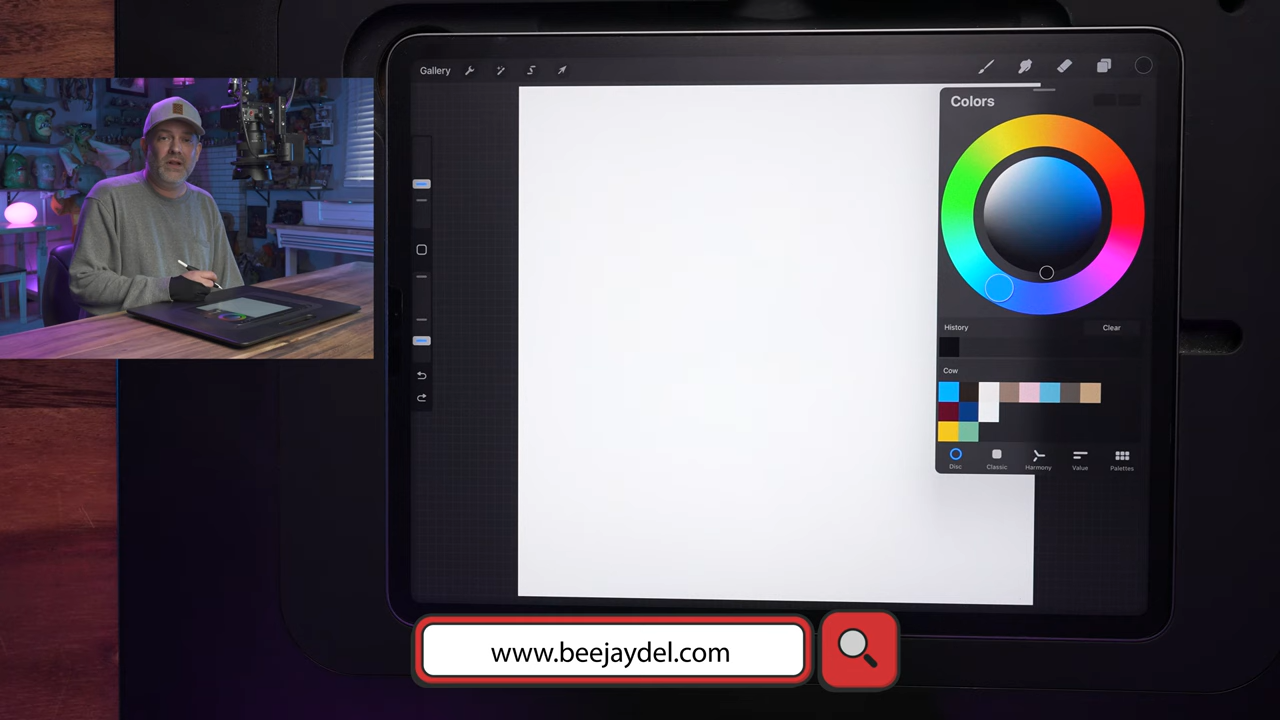 Gallery
Colors
History
Clear
Cow
Disc
Classic
Harmony
Value
Palettes
www.beejaydel.com